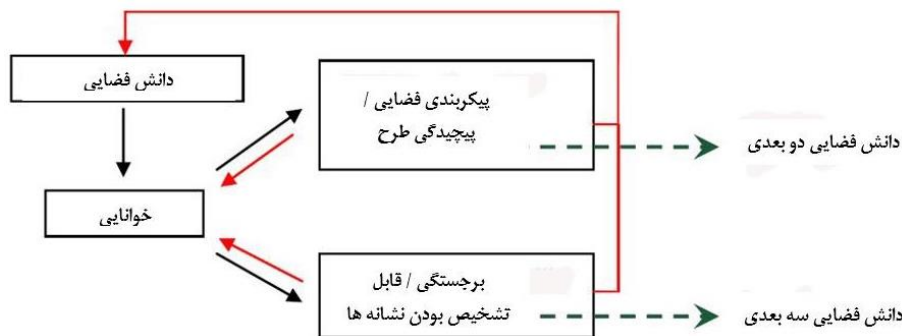 دانش فضایی
پیکربندی فضایی /
پیچیدگی طرح
دانش فضایی دو بعدی
خوانایی
برجستگی / قابل
تشخیص بودن نشانه ها
دانش فضایی سه بعدی